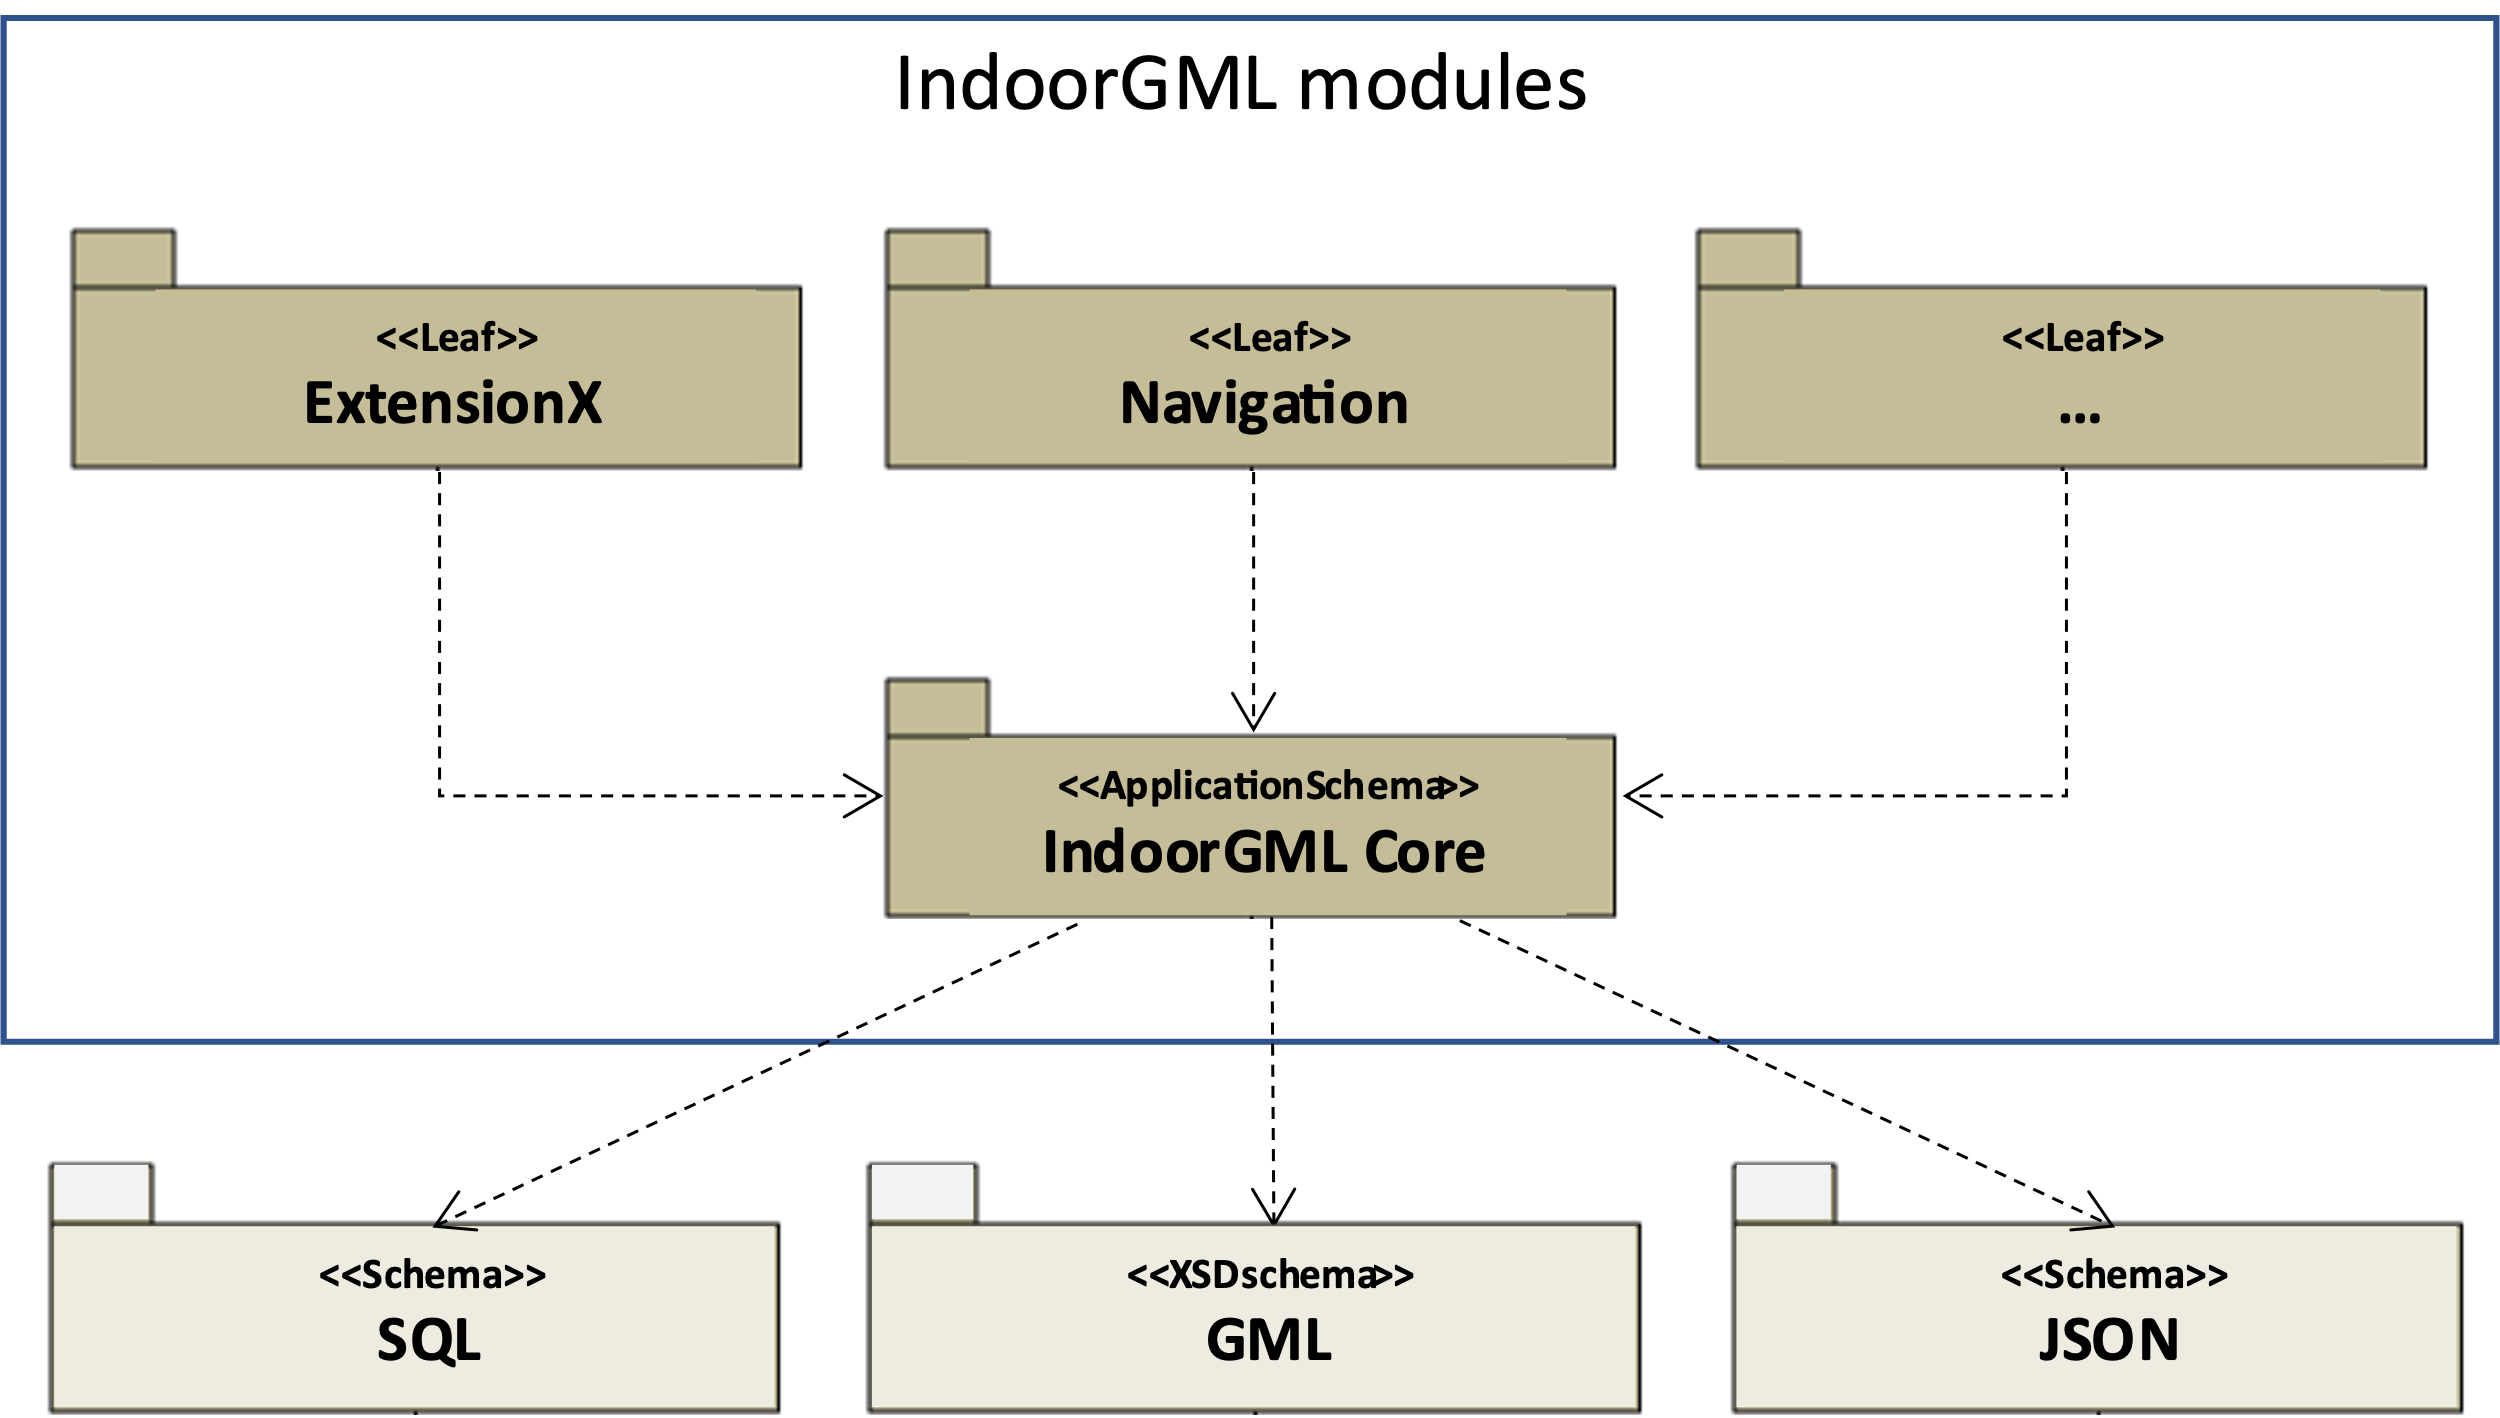 IndoorGML modules
<<Leaf>>
ExtensionX
<<Leaf>>
Navigation
<<Leaf>>
...
<<ApplicationSchema>>
IndoorGML Core
<<Schema>>
SQL
<<XSDschema>>
GML
<<Schema>>
JSON